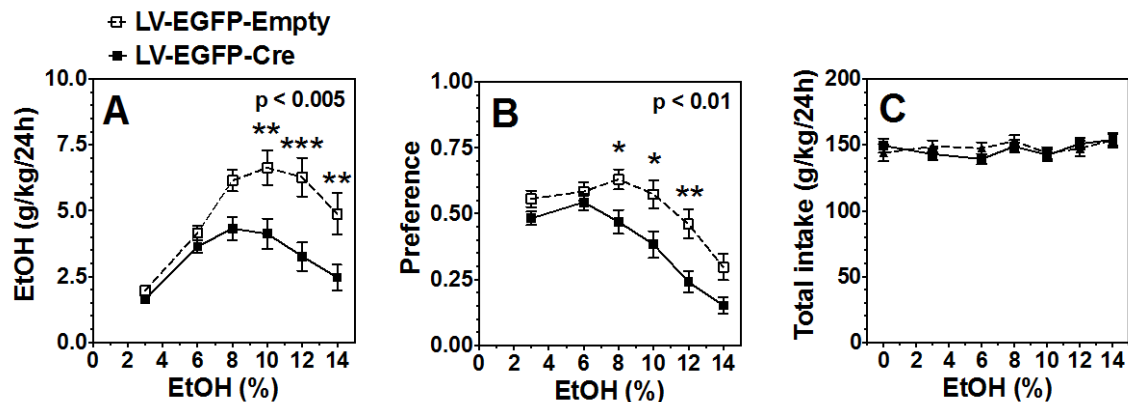 LV-EGFP-Empty
LV-EGFP-Cre
A
p < 0.005
**
***
**
10.0
7.5
5.0
2.5
0.0
EtOH (g/kg/24h)
0 2 4 6 8 10 12 14
EtOH (%)
B
p < 0.01
*
*
**
1.00
0.75
0.50
0.25
0.00
Preference
0 2 4 6 8 10 12 14
EtOH (%)
C
200
150
100
50
0
Total intake (g/kg/24h)
0 2 4 6 8 10 12 14
EtOH (%)